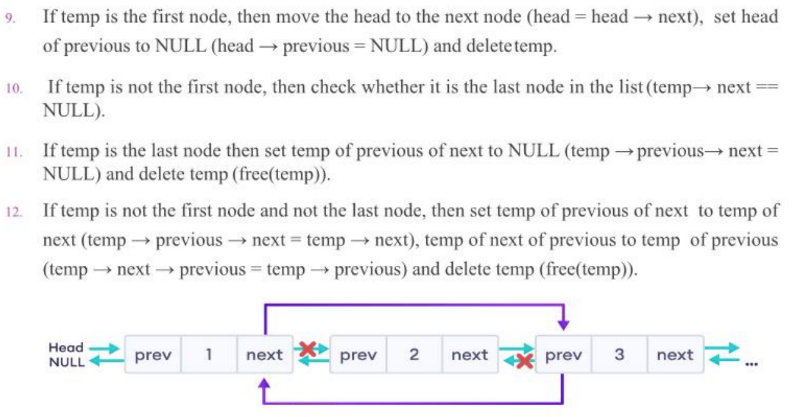 9. If temp is the first node, then move the head to the next node (head = head → next), set head
of previous to NULL (head → previous = NULL) and delete temp.
10. If temp is not the first node, then check whether it is the last node in the list (temp→ next ==
NULL).
11. If temp is the last node then set temp of previous of next to NULL (temp → previous→ next =
NULL) and delete temp (free(temp)).
12. If temp is not the first node and not the last node, then set temp of previous of next to temp of
next (temp → previous → next = temp → next), temp of next of previous to temp of previous
(temp → next → previous = temp → previous) and delete temp (free(temp)).
Head
NULL
prev 1 next prev 2 next prev 3 next ...